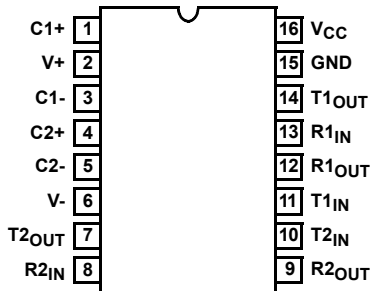 C1+ 1 16 VCC
V+ 2 15 GND
C1- 3 14 T1OUT
C2+ 4 13 R1IN
C2- 5 12 R1OUT
V- 6 11 T1IN
T2OUT 7 10 T2IN
R2IN 8 9 R2OUT